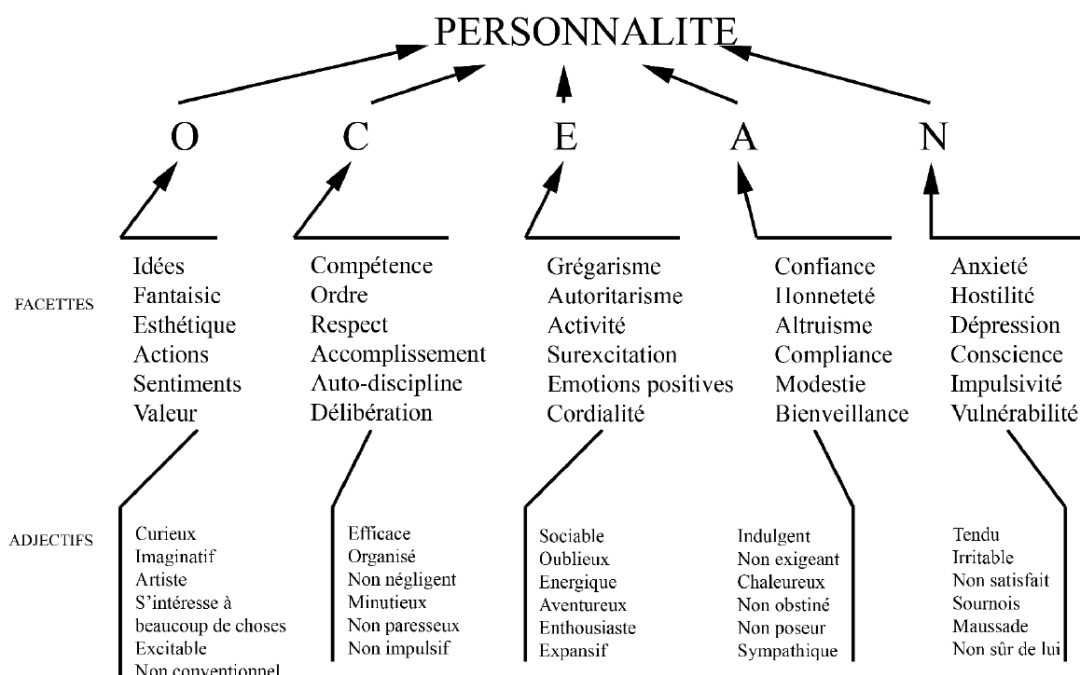 PERSONNALITE
O C E A N
FACETTES
Idées
Fantaisic
Esthétique
Actions
Sentiments
Valeur
Compétence
Ordre
Respect
Accomplissement
Auto-discipline
Délibération
Grégarisme
Autoritarisme
Activité
Surexcitation
Emotions positives
Cordialité
Confiance
Honneteté
Altruisme
Compliance
Modestie
Bienveillance
Anxieté
Hostilité
Dépression
Conscience
Impulsivité
Vulnérabilité
ADJECTIFS
Curieux
Imaginatif
Artiste
S'intéresse à
beaucoup de choses
Excitable
Non conventionnel
Efficace
Organisé
Non négligent
Minutieux
Non paresseux
Non impulsif
Sociable
Oublieux
Energique
Aventureux
Enthousiaste
Expansif
Indulgent
Non exigeant
Chaleureux
Non obstiné
Non poseur
Sympathique
Tendu
Irritable
Non satisfait
Sournois
Maussade
Non sûr de lui